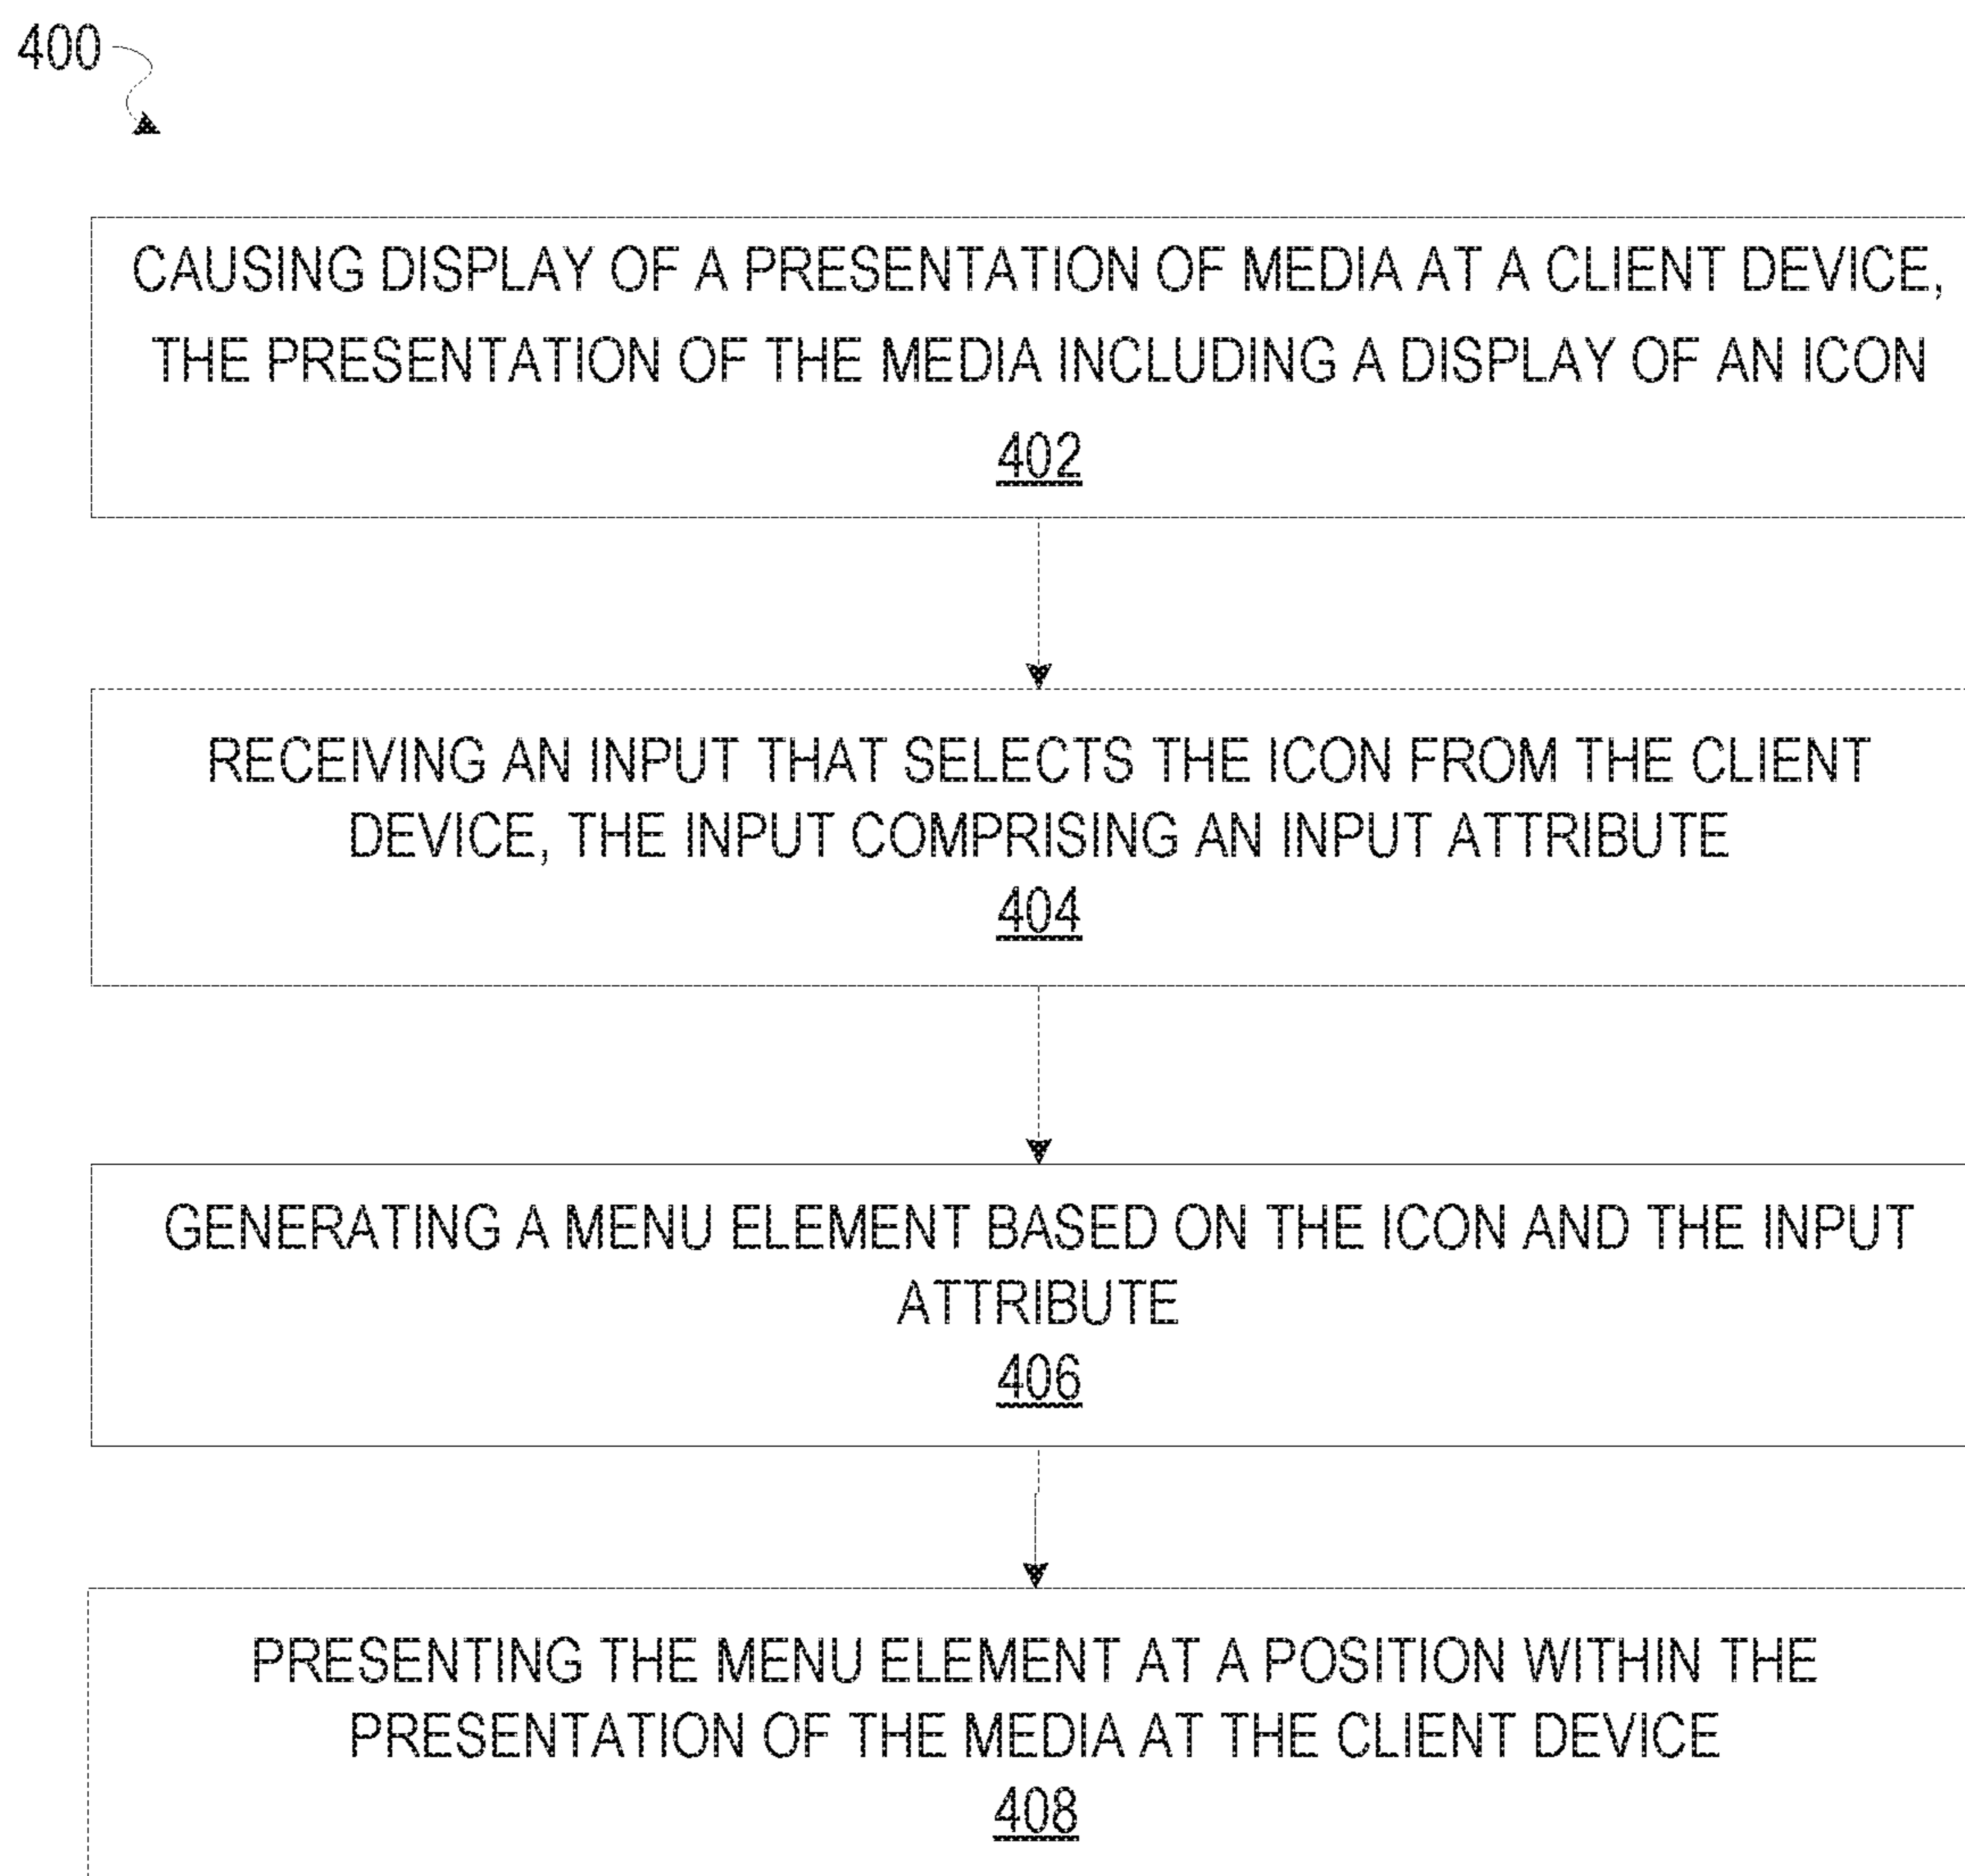 400
CAUSING DISPLAY OF A PRESENTATION OF MEDIA AT A CLIENT DEVICE,
THE PRESENTATION OF THE MEDIA INCLUDING A DISPLAY OF AN ICON
402
RECEIVING AN INPUT THAT SELECTS THE ICON FROM THE CLIENT
DEVICE, THE INPUT COMPRISING AN INPUT ATTRIBUTE
404
GENERATING A MENU ELEMENT BASED ON THE ICON AND THE INPUT
ATTRIBUTE
406
PRESENTING THE MENU ELEMENT AT A POSITION WITHIN THE
PRESENTATION OF THE MEDIA AT THE CLIENT DEVICE
408